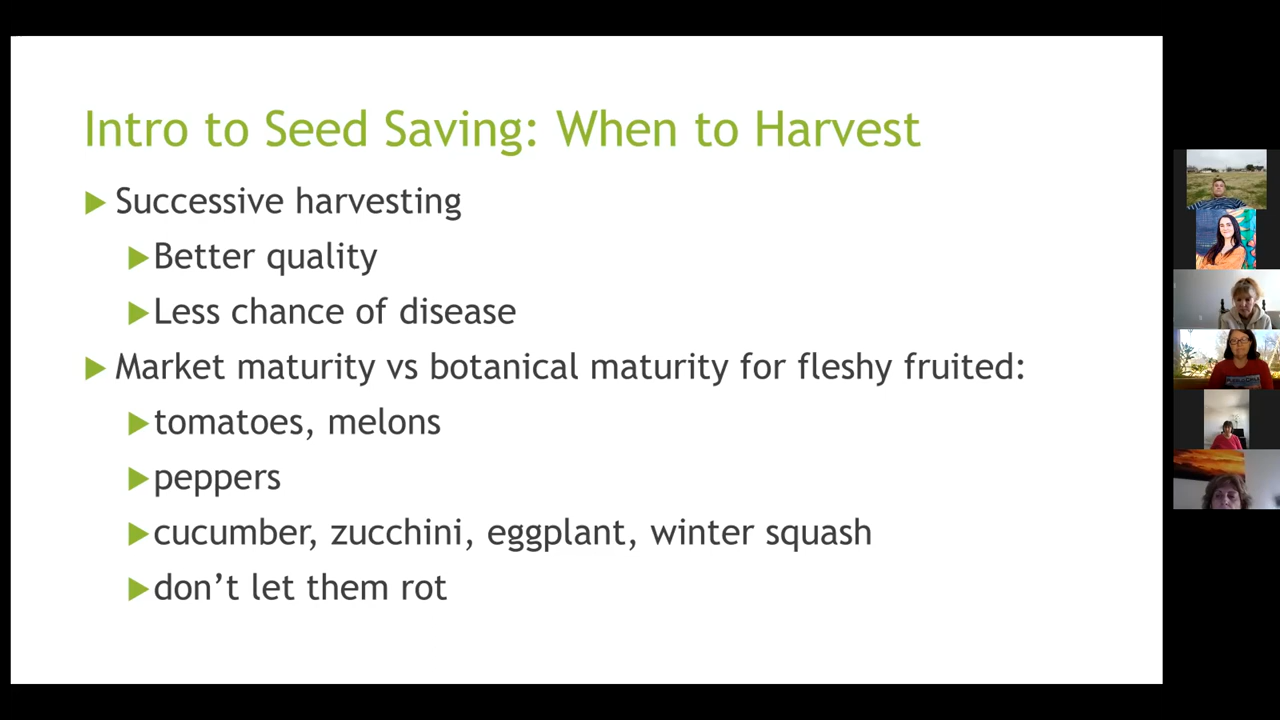 Intro to Seed Saving: When to Harvest
Successive harvesting
Better quality
Less chance of disease
Market maturity vs botanical maturity for fleshy fruited:
tomatoes, melons
peppers
cucumber, zucchini, eggplant, winter squash
don’t let them rot